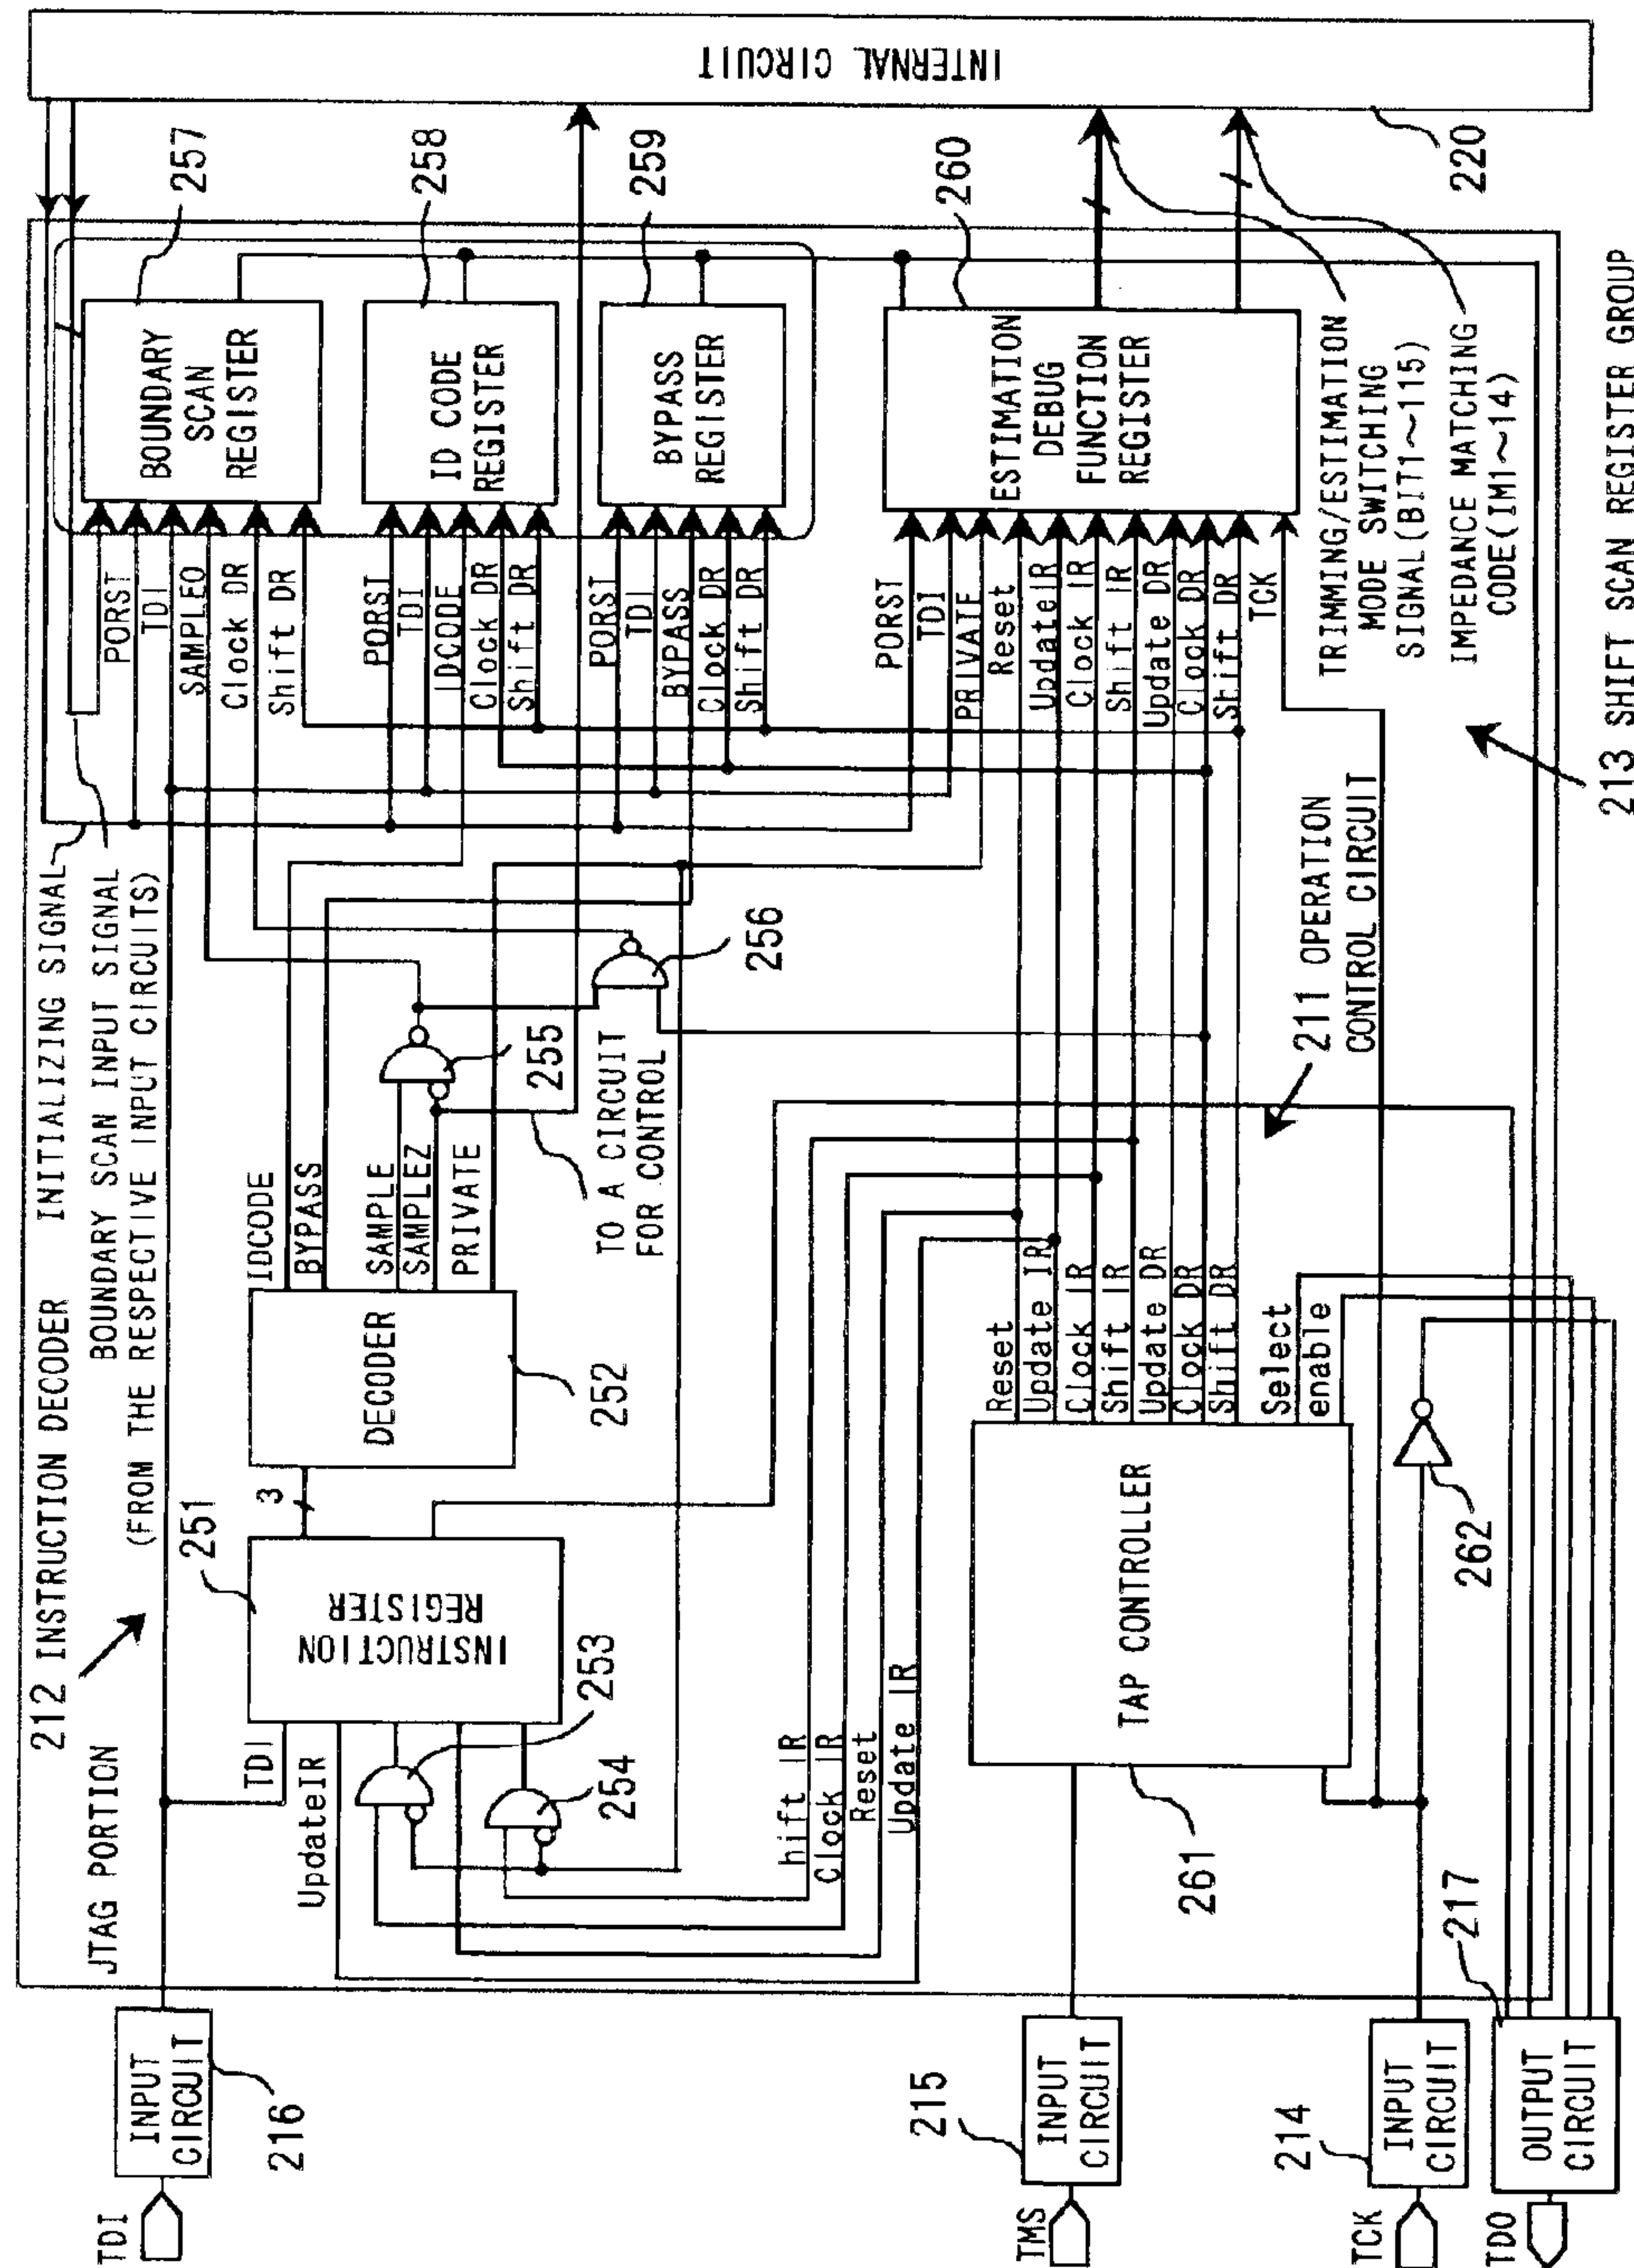 212 INSTRUCTION DECODER
INITIALIZING SIGNAL
BOUNDARY SCAN INPUT SIGNAL
(FROM THE RESPECTIVE INPUT CIRCUITS)
JTAG PORTION
TDI
INPUT
CIRCUIT
216
TDI
UpdateIR
251
INSTRUCTION
REGISTER
253
254
3
DECODER
252
IDCODE
BYPASS
SAMPLE
SAMPLEZ
PRIVATE
255
TO A CIRCUIT
FOR CONTROL
256
PORST
TDI
SAMPLEO
Clock DR
Shift DR
BOUNDARY
SCAN
REGISTER
257
PORST
TDI
IDCODE
Clock DR
Shift DR
ID CODE
REGISTER
258
PORST
TDI
BYPASS
Clock DR
Shift DR
BYPASS
REGISTER
259
INTERNAL CIRCUIT
220
hift IR
Clock IR
Reset
Update IR
TMS
INPUT
CIRCUIT
215
TAP CONTROLLER
261
Reset
Update IR
Clock IR
Shift IR
Update DR
Clock DR
Shift DR
Select
enable
211 OPERATION
CONTROL CIRCUIT
PORST
TDI
PRIVATE
Reset
UpdateIR
Clock IR
Shift IR
Update DR
Clock DR
Shift DR
TCK
ESTIMATION
DEBUG
FUNCTION
REGISTER
260
TRIMMING/ESTIMATION
MODE SWITCHING
SIGNAL(BIT1~115)
IMPEDANCE MATCHING
CODE(IM1~14)
TCK
INPUT
CIRCUIT
214
262
TDO
OUTPUT
CIRCUIT
217
213 SHIFT SCAN REGISTER GROUP